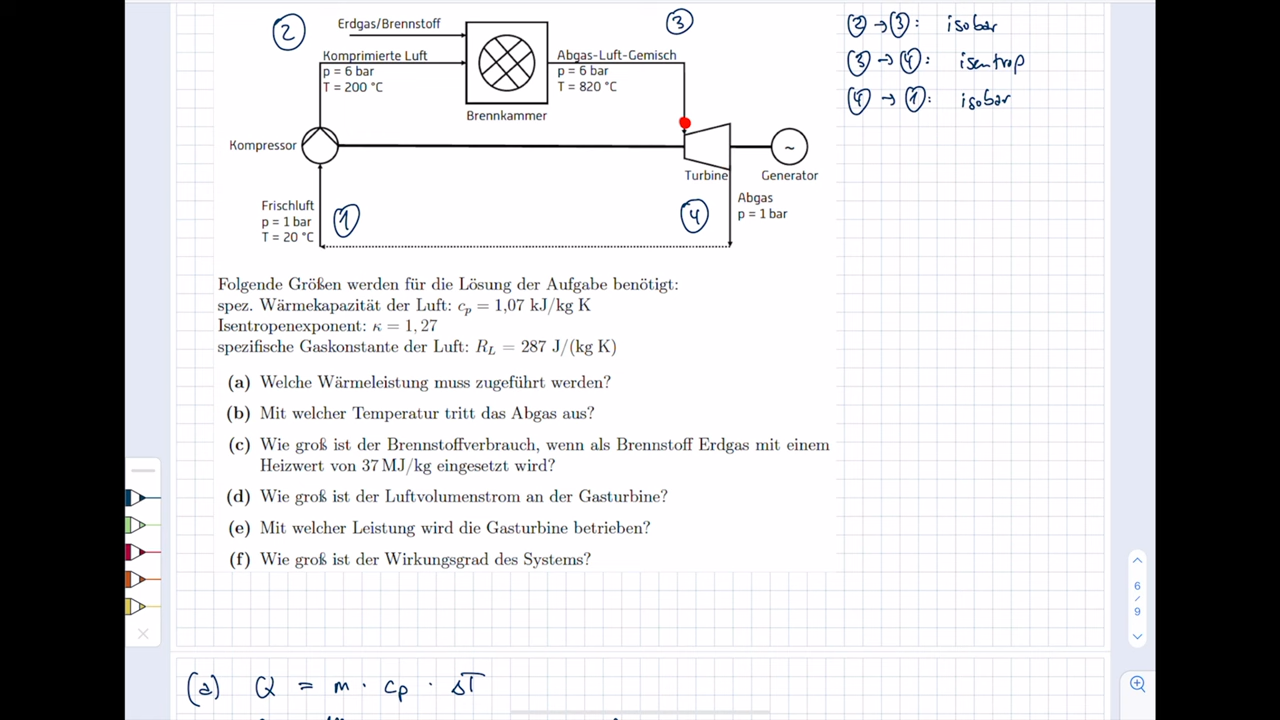 Erdgas/Brennstoff
Komprimierte Luft
p = 6 bar
T = 200 °C
Brennkammer
Abgas-Luft-Gemisch
p = 6 bar
T = 820 °C
Kompressor
Turbine
Generator
~
Frischluft
p = 1 bar
T = 20 °C
Abgas
p = 1 bar
1
2
3
4
2 → 3: isobar
3 → 4: isentrop
4 → 1: isobar
Folgende Größen werden für die Lösung der Aufgabe benötigt:
spez. Wärmekapazität der Luft: cₚ = 1,07 kJ/kg K
Isentropenexponent: κ = 1, 27
spezifische Gaskonstante der Luft: R_L = 287 J/(kg K)
(a) Welche Wärmeleistung muss zugeführt werden?
(b) Mit welcher Temperatur tritt das Abgas aus?
(c) Wie groß ist der Brennstoffverbrauch, wenn als Brennstoff Erdgas mit einem
Heizwert von 37 MJ/kg eingesetzt wird?
(d) Wie groß ist der Luftvolumenstrom an der Gasturbine?
(e) Mit welcher Leistung wird die Gasturbine betrieben?
(f) Wie groß ist der Wirkungsgrad des Systems?
6
/
9
(a) Q = m · cp · ΔT